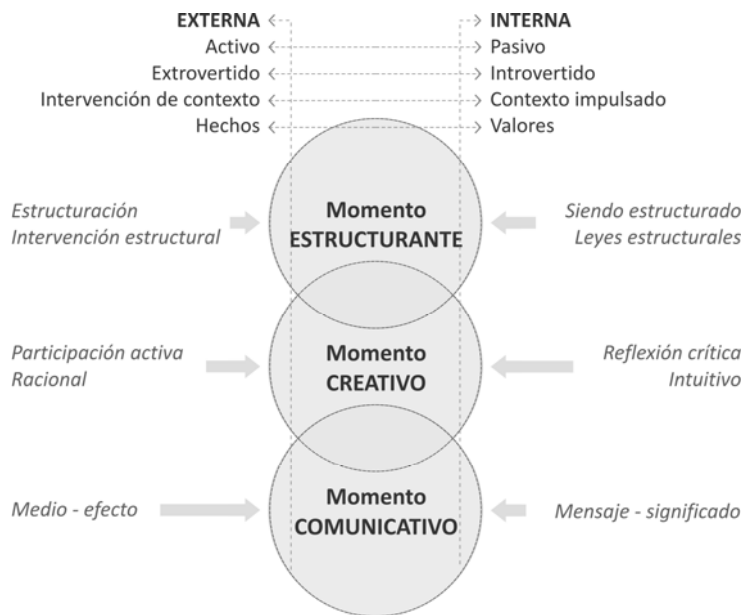 EXTERNA INTERNA
Activo Pasivo
Extrovertido Introvertido
Intervención de contexto Contexto impulsado
Hechos Valores
Estructuración
Intervención estructural
Momento
ESTRUCTURANTE
Siendo estructurado
Leyes estructurales
Participación activa
Racional
Momento
CREATIVO
Reflexión crítica
Intuitivo
Medio - efecto
Momento
COMUNICATIVO
Mensaje - significado